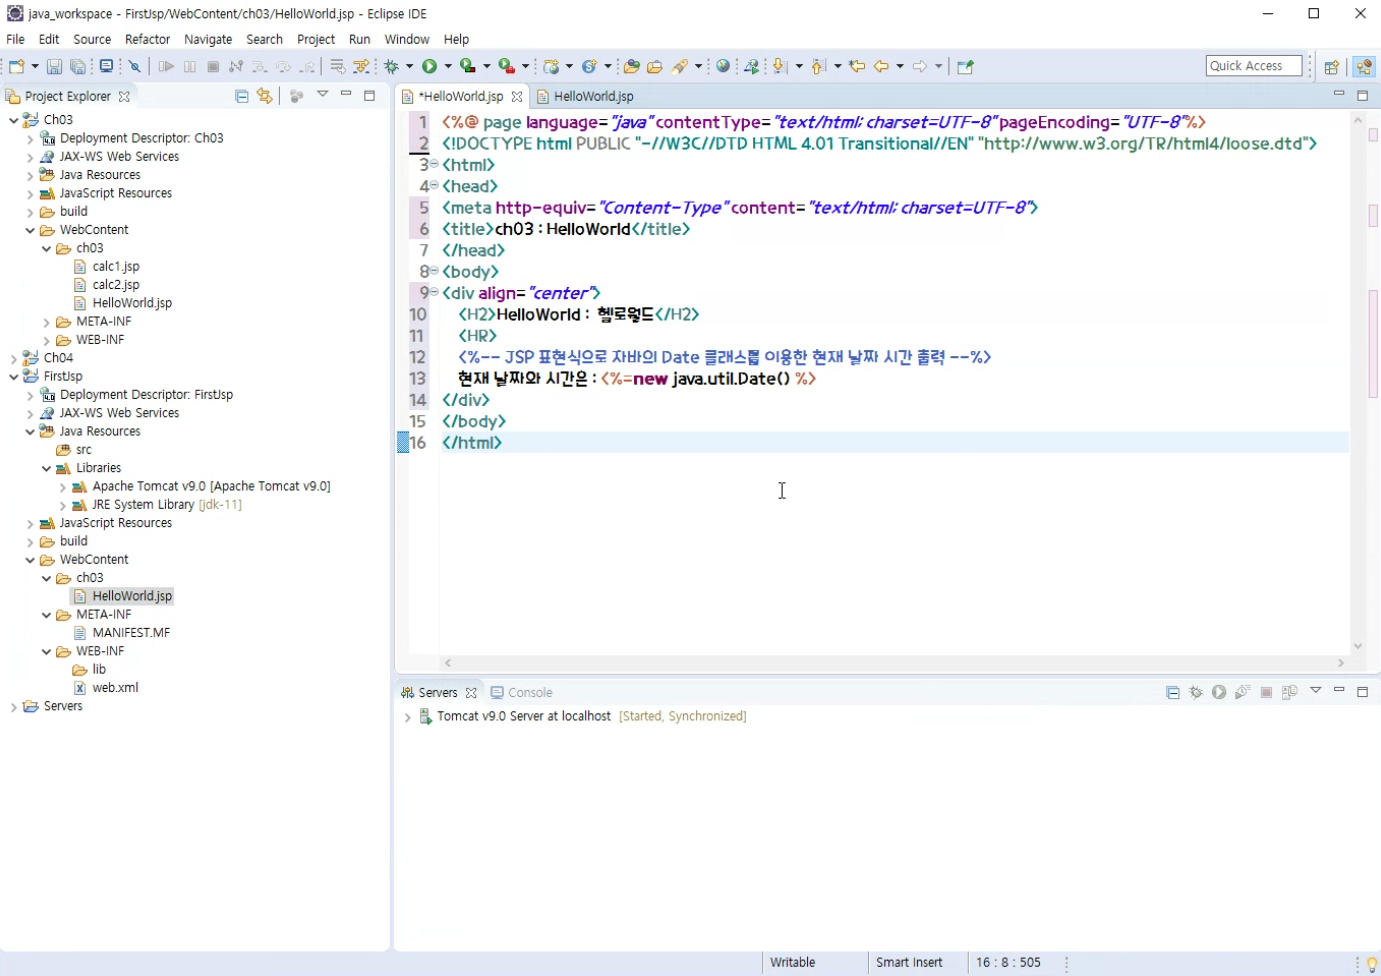 java_workspace - FirstJsp/WebContent/ch03/HelloWorld.jsp - Eclipse IDE
File Edit Source Refactor Navigate Search Project Run Window Help
Quick Access
Project Explorer
Ch03
Deployment Descriptor: Ch03
JAX-WS Web Services
Java Resources
JavaScript Resources
build
WebContent
ch03
calc1.jsp
calc2.jsp
HelloWorld.jsp
META-INF
WEB-INF
Ch04
FirstJsp
Deployment Descriptor: FirstJsp
JAX-WS Web Services
Java Resources
src
Libraries
Apache Tomcat v9.0 [Apache Tomcat v9.0]
JRE System Library [jdk-11]
JavaScript Resources
build
WebContent
ch03
HelloWorld.jsp
META-INF
MANIFEST.MF
WEB-INF
lib
web.xml
Servers
*HelloWorld.jsp HelloWorld.jsp
1 <%@ page language="java" contentType="text/html; charset=UTF-8" pageEncoding="UTF-8"%>
2 <!DOCTYPE html PUBLIC "-//W3C//DTD HTML 4.01 Transitional//EN" "http://www.w3.org/TR/html4/loose.dtd">
3 <html>
4 <head>
5 <meta http-equiv="Content-Type" content="text/html; charset=UTF-8">
6 <title>ch03 : HelloWorld</title>
7 </head>
8 <body>
9 <div align="center">
10 <H2>HelloWorld : 헬로월드</H2>
11 <HR>
12 <%-- JSP 표현식으로 자바의 Date 클래스를 이용한 현재 날짜 시간 출력 --%>
13 현재 날짜와 시간은 : <%=new java.util.Date() %>
14 </div>
15 </body>
16 </html>
Servers Console
Tomcat v9.0 Server at localhost [Started, Synchronized]
Writable Smart Insert 16 : 8 : 505